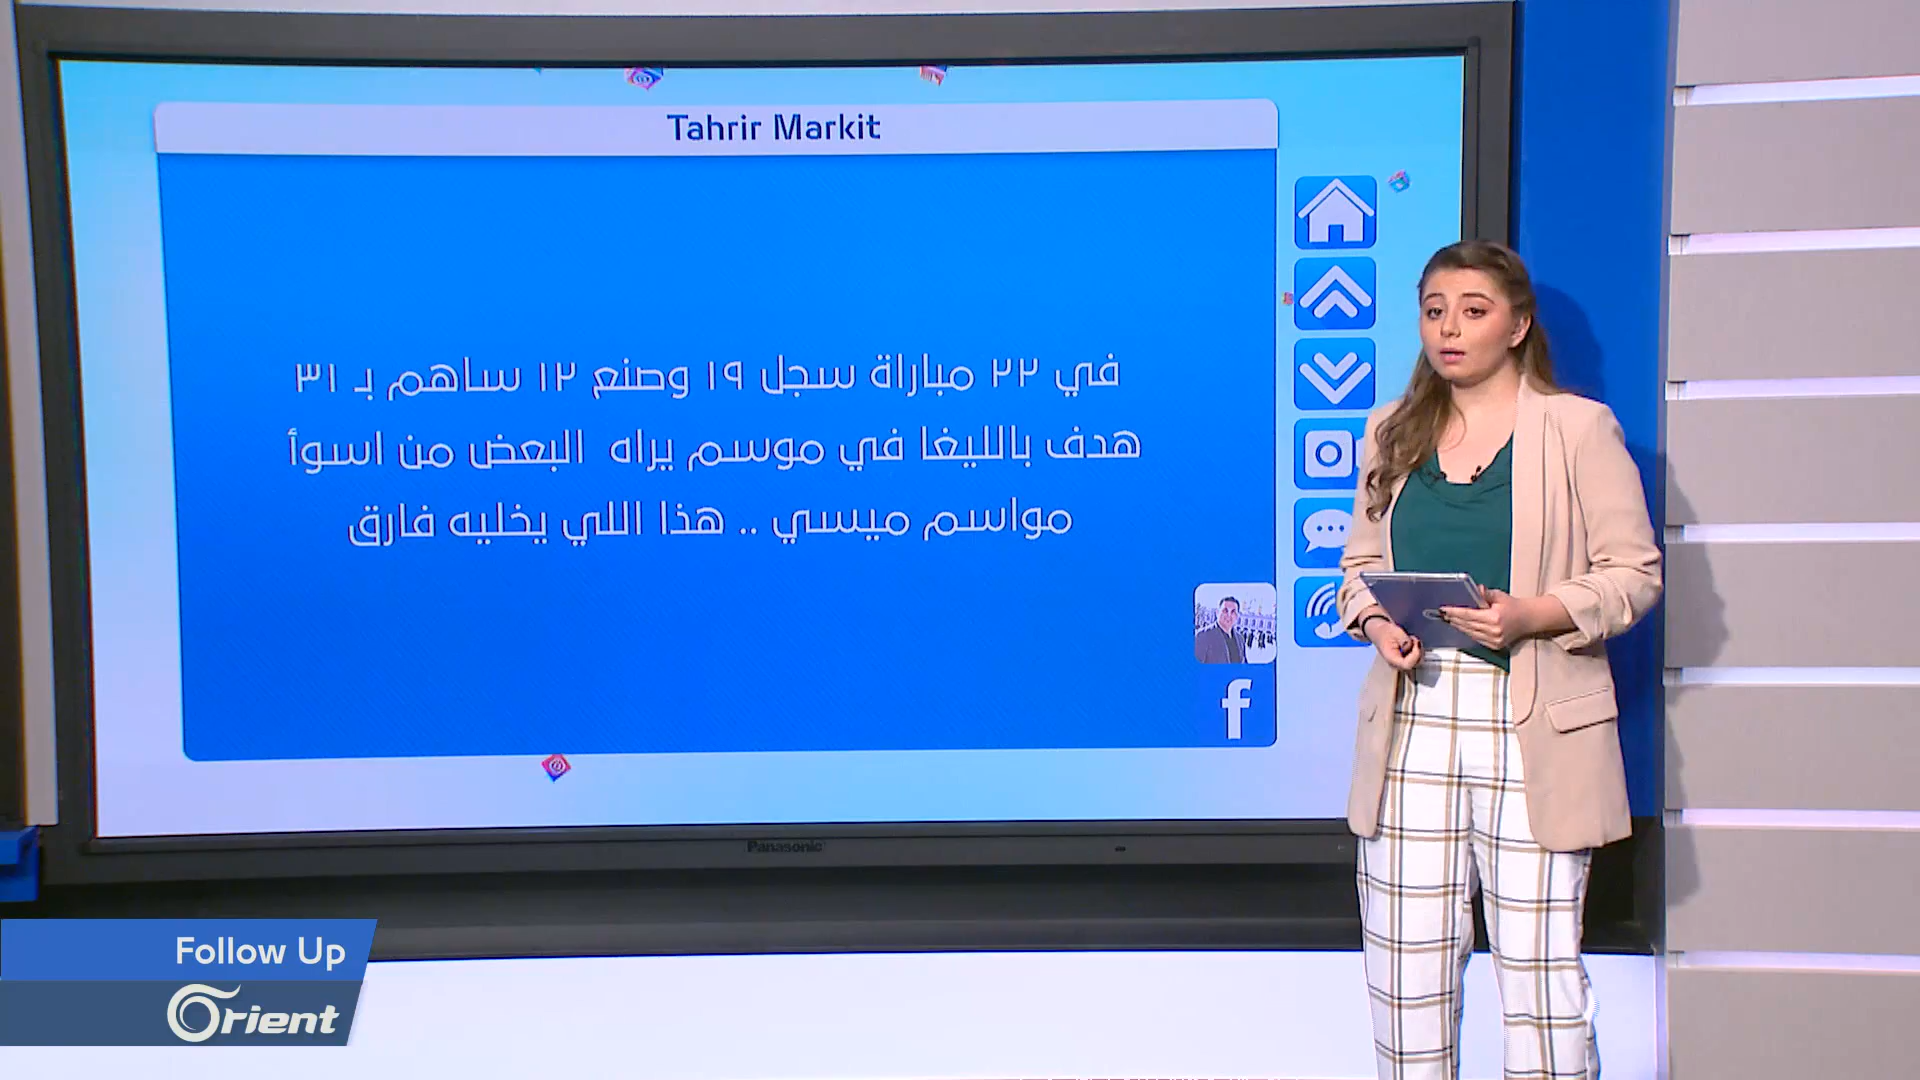 Tahrir Markit
في ٢٢ مباراة سجل ١٩ وصنع ١٢ ساهم بـ ٣١
هدف بالليغا في موسم يراه البعض من اسوأ
مواسم ميسي .. هذا اللي يخليه فارق
f
Panasonic
Follow Up
Orient